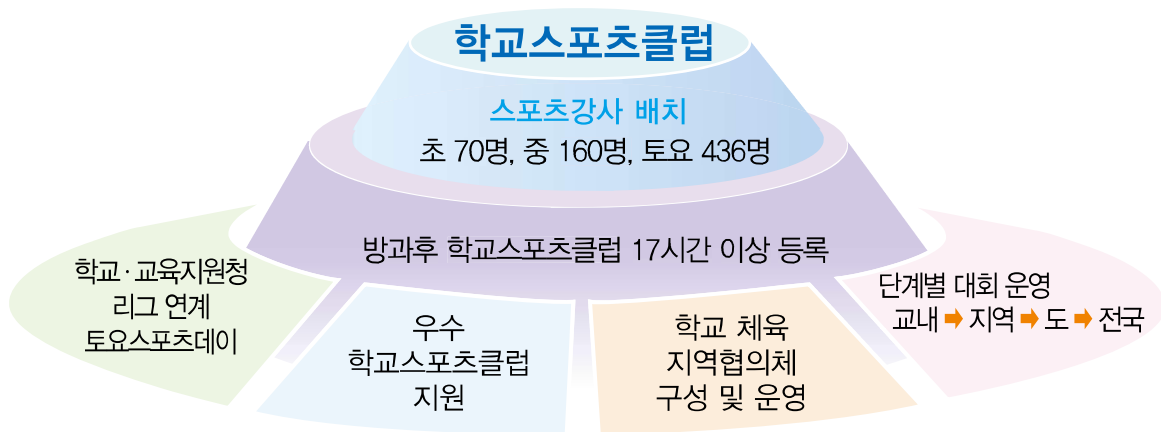 학교스포츠클럽
스포츠강사 배치
초 70명, 중 160명, 토요 436명
방과후 학교스포츠클럽 17시간 이상 등록
학교·교육지원청
리그 연계
토요스포츠데이
우수
학교스포츠클럽
지원
학교 체육
지역협의체
구성 및 운영
단계별 대회 운영
교내 ➡ 지역 ➡ 도 ➡ 전국